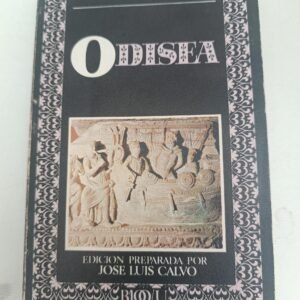 ODISEA
EDICION PREPARADA POR
JOSE LUIS CALVO